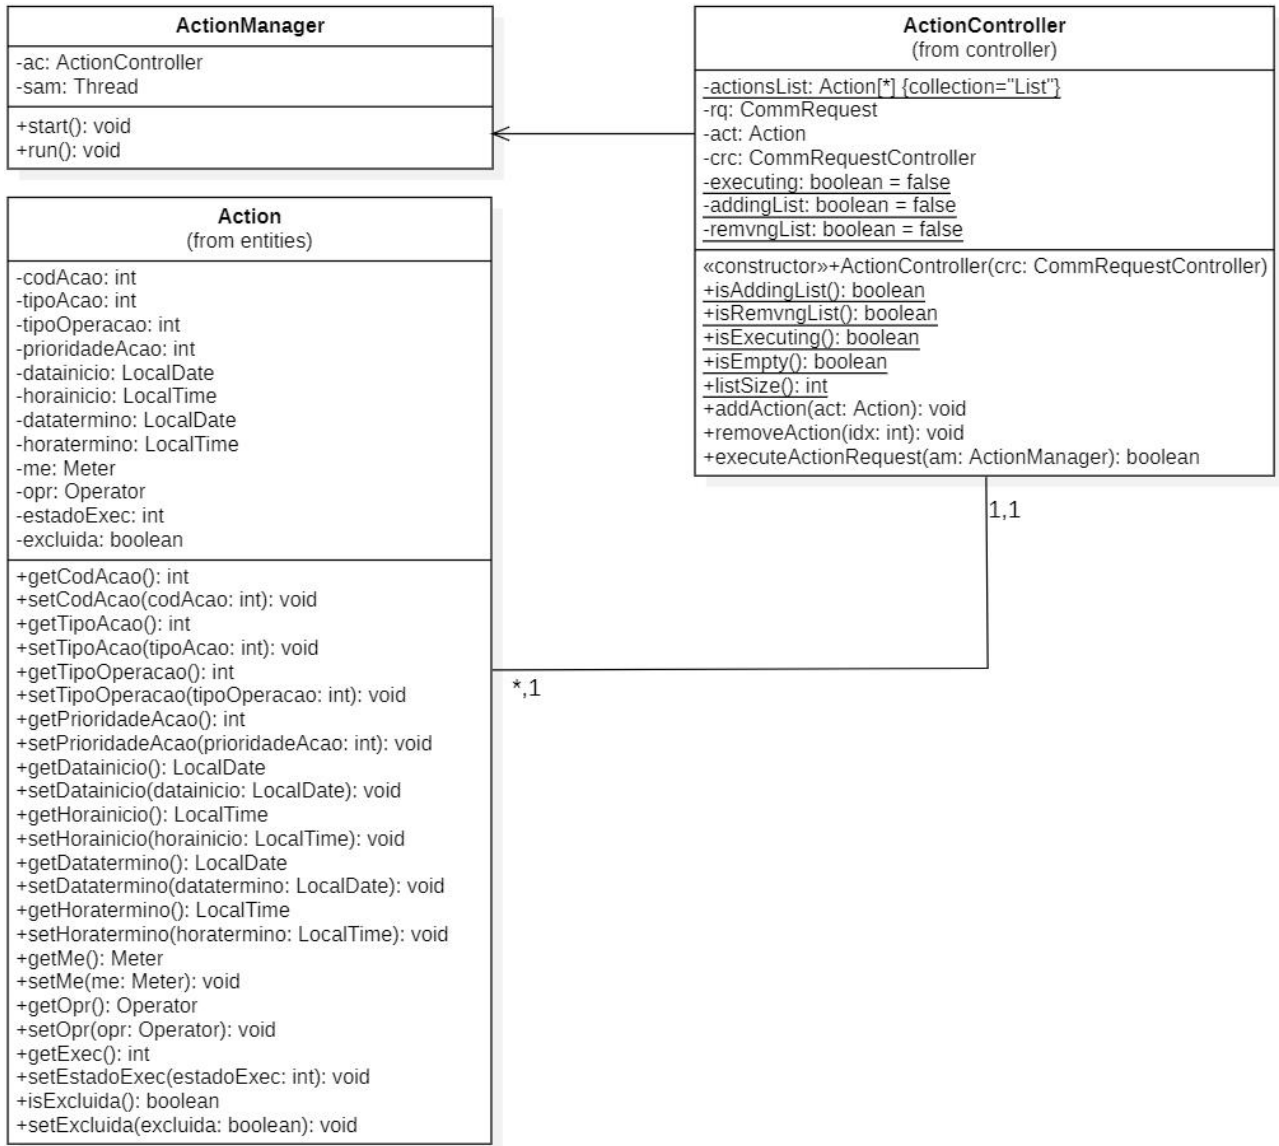 ActionManager
-ac: ActionController
-sam: Thread
+start(): void
+run(): void
Action
(from entities)
-codAcao: int
-tipoAcao: int
-tipoOperacao: int
-prioridadeAcao: int
-datainicio: LocalDate
-horainicio: LocalTime
-datatermino: LocalDate
-horatermino: LocalTime
-me: Meter
-opr: Operator
-estadoExec: int
-excluida: boolean
+getCodAcao(): int
+setCodAcao(codAcao: int): void
+getTipoAcao(): int
+setTipoAcao(tipoAcao: int): void
+getTipoOperacao(): int
+setTipoOperacao(tipoOperacao: int): void
+getPrioridadeAcao(): int
+setPrioridadeAcao(prioridadeAcao: int): void
+getDatainicio(): LocalDate
+setDatainicio(datainicio: LocalDate): void
+getHorainicio(): LocalTime
+setHorainicio(horainicio: LocalTime): void
+getDatatermino(): LocalDate
+setDatatermino(datatermino: LocalDate): void
+getHoratermino(): LocalTime
+setHoratermino(horatermino: LocalTime): void
+getMe(): Meter
+setMe(me: Meter): void
+getOpr(): Operator
+setOpr(opr: Operator): void
+getExec(): int
+setEstadoExec(estadoExec: int): void
+isExcluida(): boolean
+setExcluida(excluida: boolean): void
ActionController
(from controller)
-actionsList: Action[*] {collection="List"}
-rq: CommRequest
-act: Action
-crc: CommRequestController
-executing: boolean = false
-addingList: boolean = false
-remvngList: boolean = false
«constructor»+ActionController(crc: CommRequestController)
+isAddingList(): boolean
+isRemvngList(): boolean
+isExecuting(): boolean
+isEmpty(): boolean
+listSize(): int
+addAction(act: Action): void
+removeAction(idx: int): void
+executeActionRequest(am: ActionManager): boolean
1,1
*,1